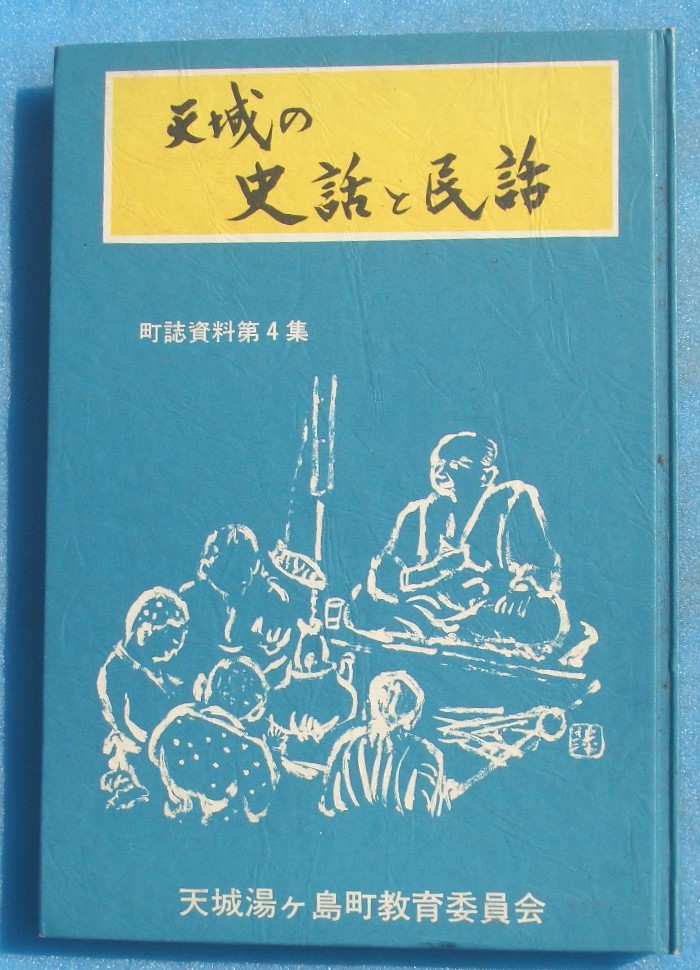 天城の
史話と民話
町誌資料第4集
天城湯ヶ島町教育委員会